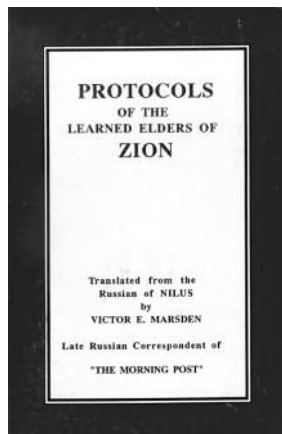 PROTOCOLS
OF THE
LEARNED ELDERS OF
ZION
Translated from the
Russian of NILUS
by
VICTOR E. MARSDEN
Late Russian Correspondent of
"THE MORNING POST"